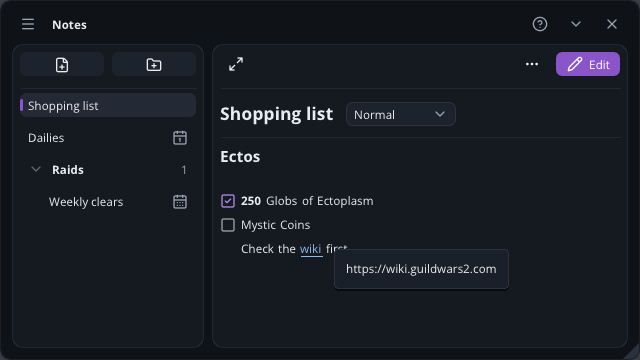 Notes
Edit
Shopping list
Dailies
Raids 1
Weekly clears
Shopping list Normal
Ectos
250 Globs of Ectoplasm
Mystic Coins
Check the wiki first
https://wiki.guildwars2.com